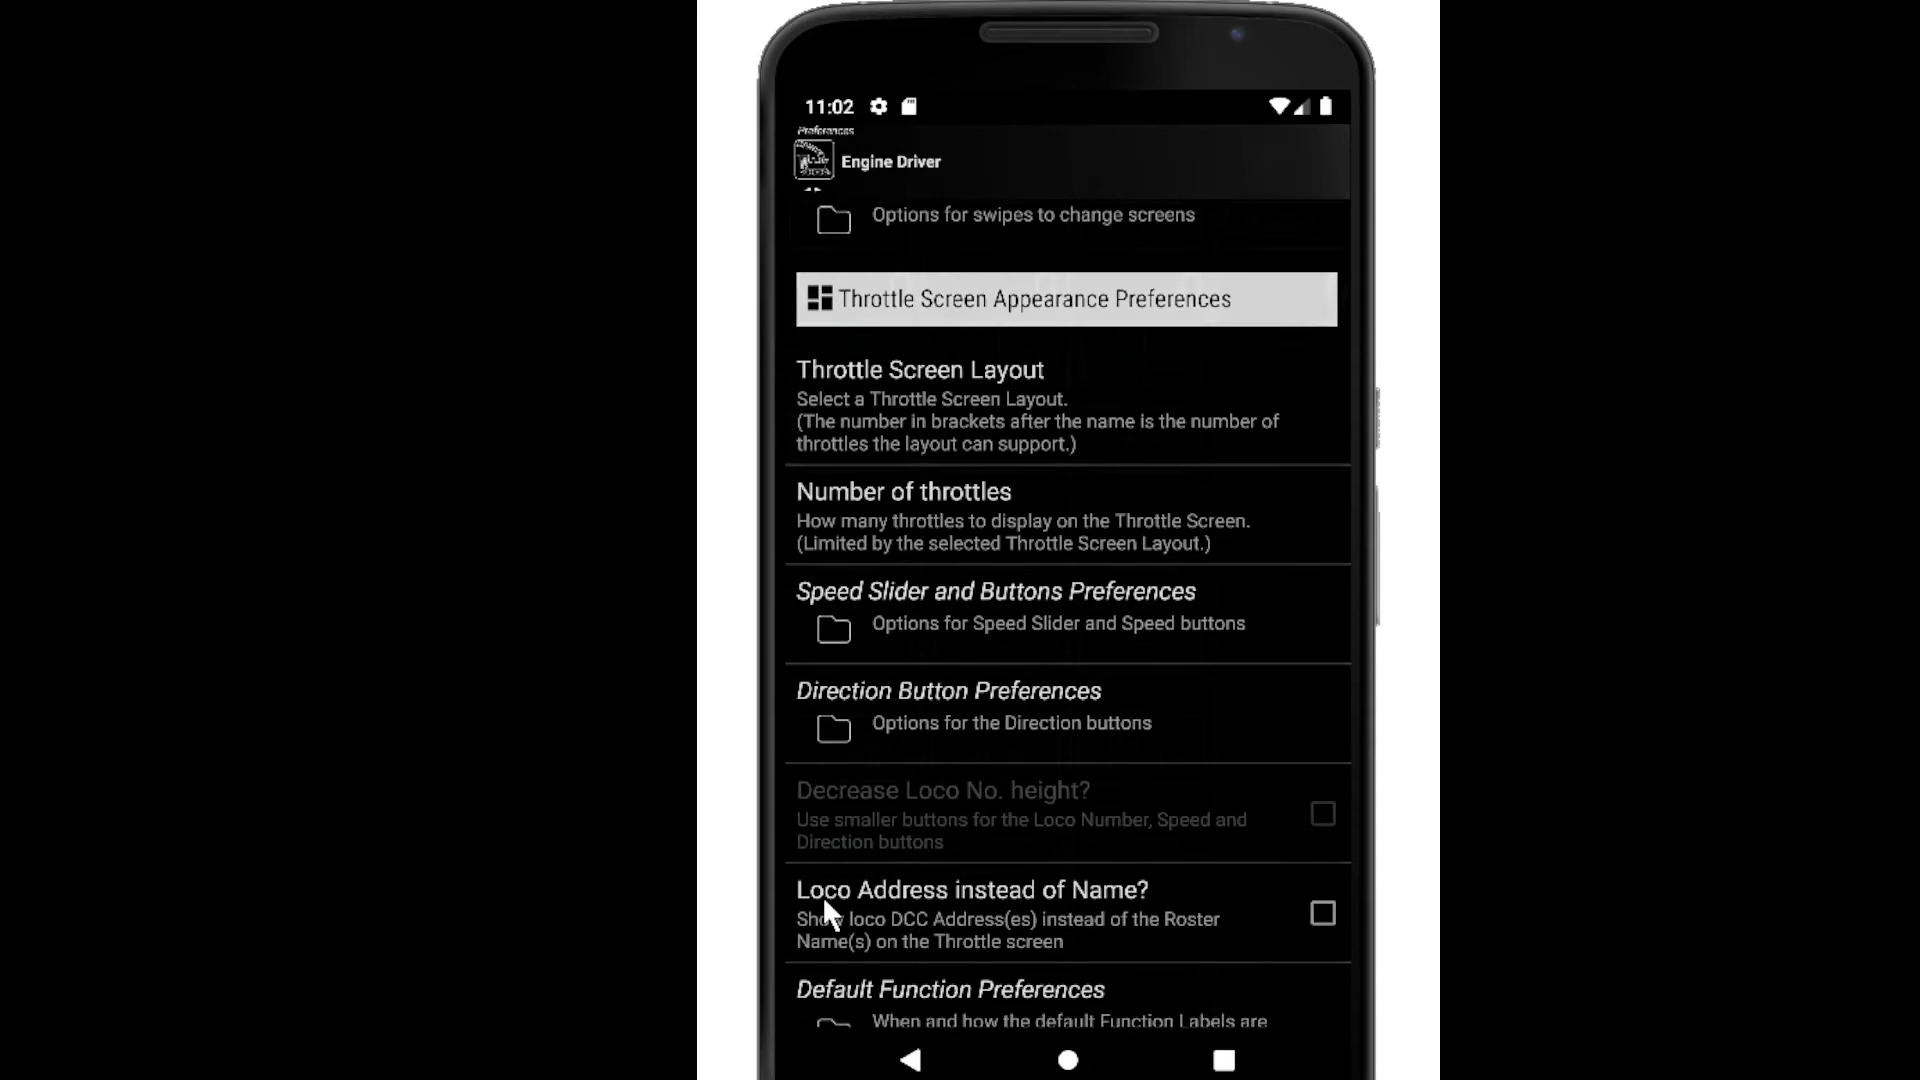 11:02
Preferences
Engine Driver
Options for swipes to change screens
Throttle Screen Appearance Preferences
Throttle Screen Layout
Select a Throttle Screen Layout.
(The number in brackets after the name is the number of
throttles the layout can support.)
Number of throttles
How many throttles to display on the Throttle Screen.
(Limited by the selected Throttle Screen Layout.)
Speed Slider and Buttons Preferences
Options for Speed Slider and Speed buttons
Direction Button Preferences
Options for the Direction buttons
Decrease Loco No. height?
Use smaller buttons for the Loco Number, Speed and
Direction buttons
Loco Address instead of Name?
Show loco DCC Address(es) instead of the Roster
Name(s) on the Throttle screen
Default Function Preferences
When and how the default Function Labels are